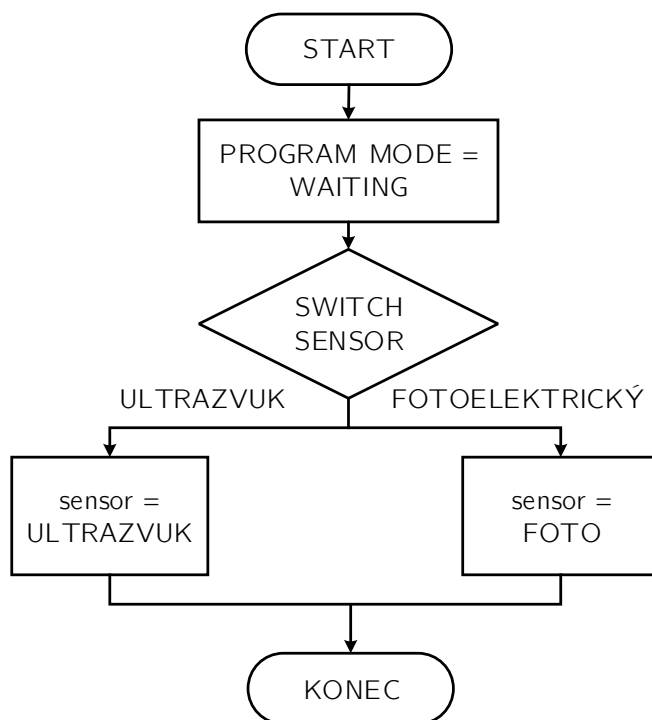 START
PROGRAM MODE =
WAITING
SWITCH
SENSOR
ULTRAZVUK
FOTOELEKTRICKÝ
sensor =
ULTRAZVUK
sensor =
FOTO
KONEC